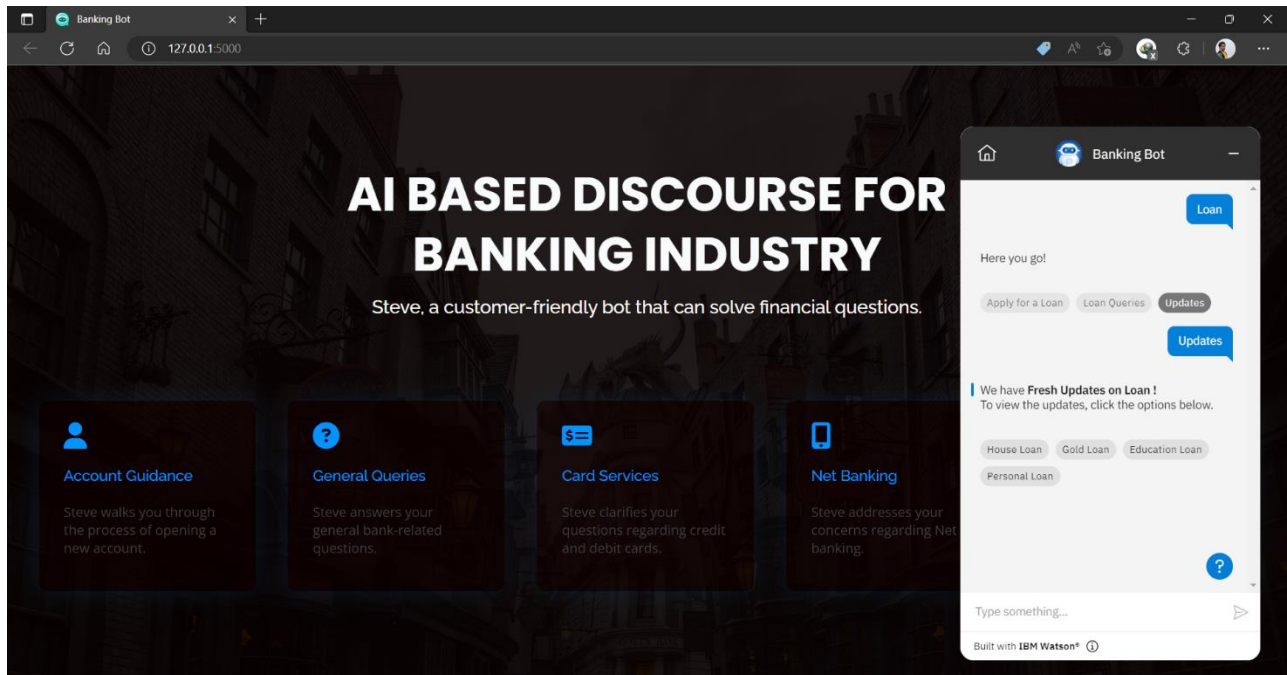 Banking Bot
127.0.0.1:5000
AI BASED DISCOURSE FOR
BANKING INDUSTRY
Steve, a customer-friendly bot that can solve financial questions.
Account Guidance
Steve walks you through
the process of opening a
new account.
General Queries
Steve answers your
general bank-related
questions.
Card Services
Steve clarifies your
questions regarding credit
and debit cards.
Net Banking
Steve addresses your
concerns regarding Net
banking.
Banking Bot
Loan
Here you go!
Apply for a Loan Loan Queries Updates
Updates
We have Fresh Updates on Loan !
To view the updates, click the options below.
House Loan Gold Loan Education Loan
Personal Loan
?
Type something...
Built with IBM Watson®